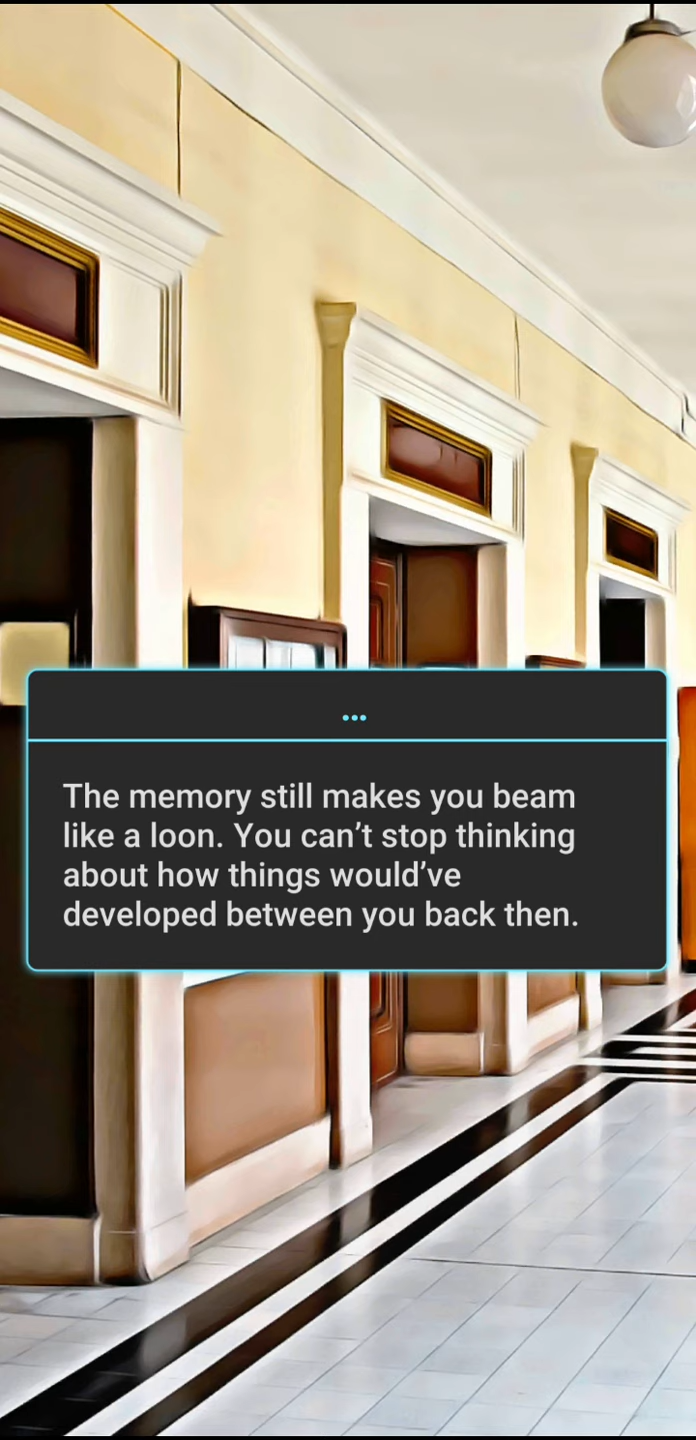 ...
The memory still makes you beam
like a loon. You can’t stop thinking
about how things would’ve
developed between you back then.